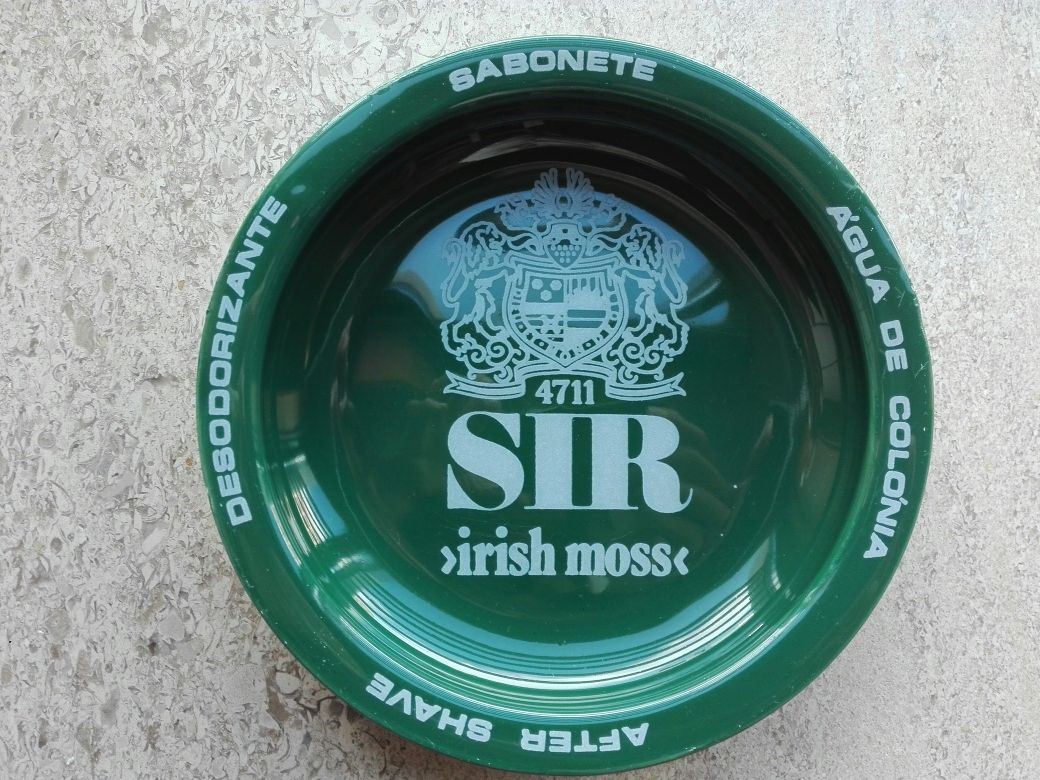 SABONETE
ÁGUA DE COLÓNIA
AFTER SHAVE
DESODORIZANTE
4711
SIR
›irish moss‹